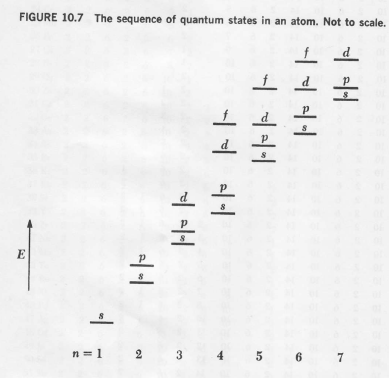 FIGURE 10.7 The sequence of quantum states in an atom. Not to scale.
f d
f d p
s
f d p
s
d p
s
d p
s
p
s
p
s
s
E
n = 1 2 3 4 5 6 7